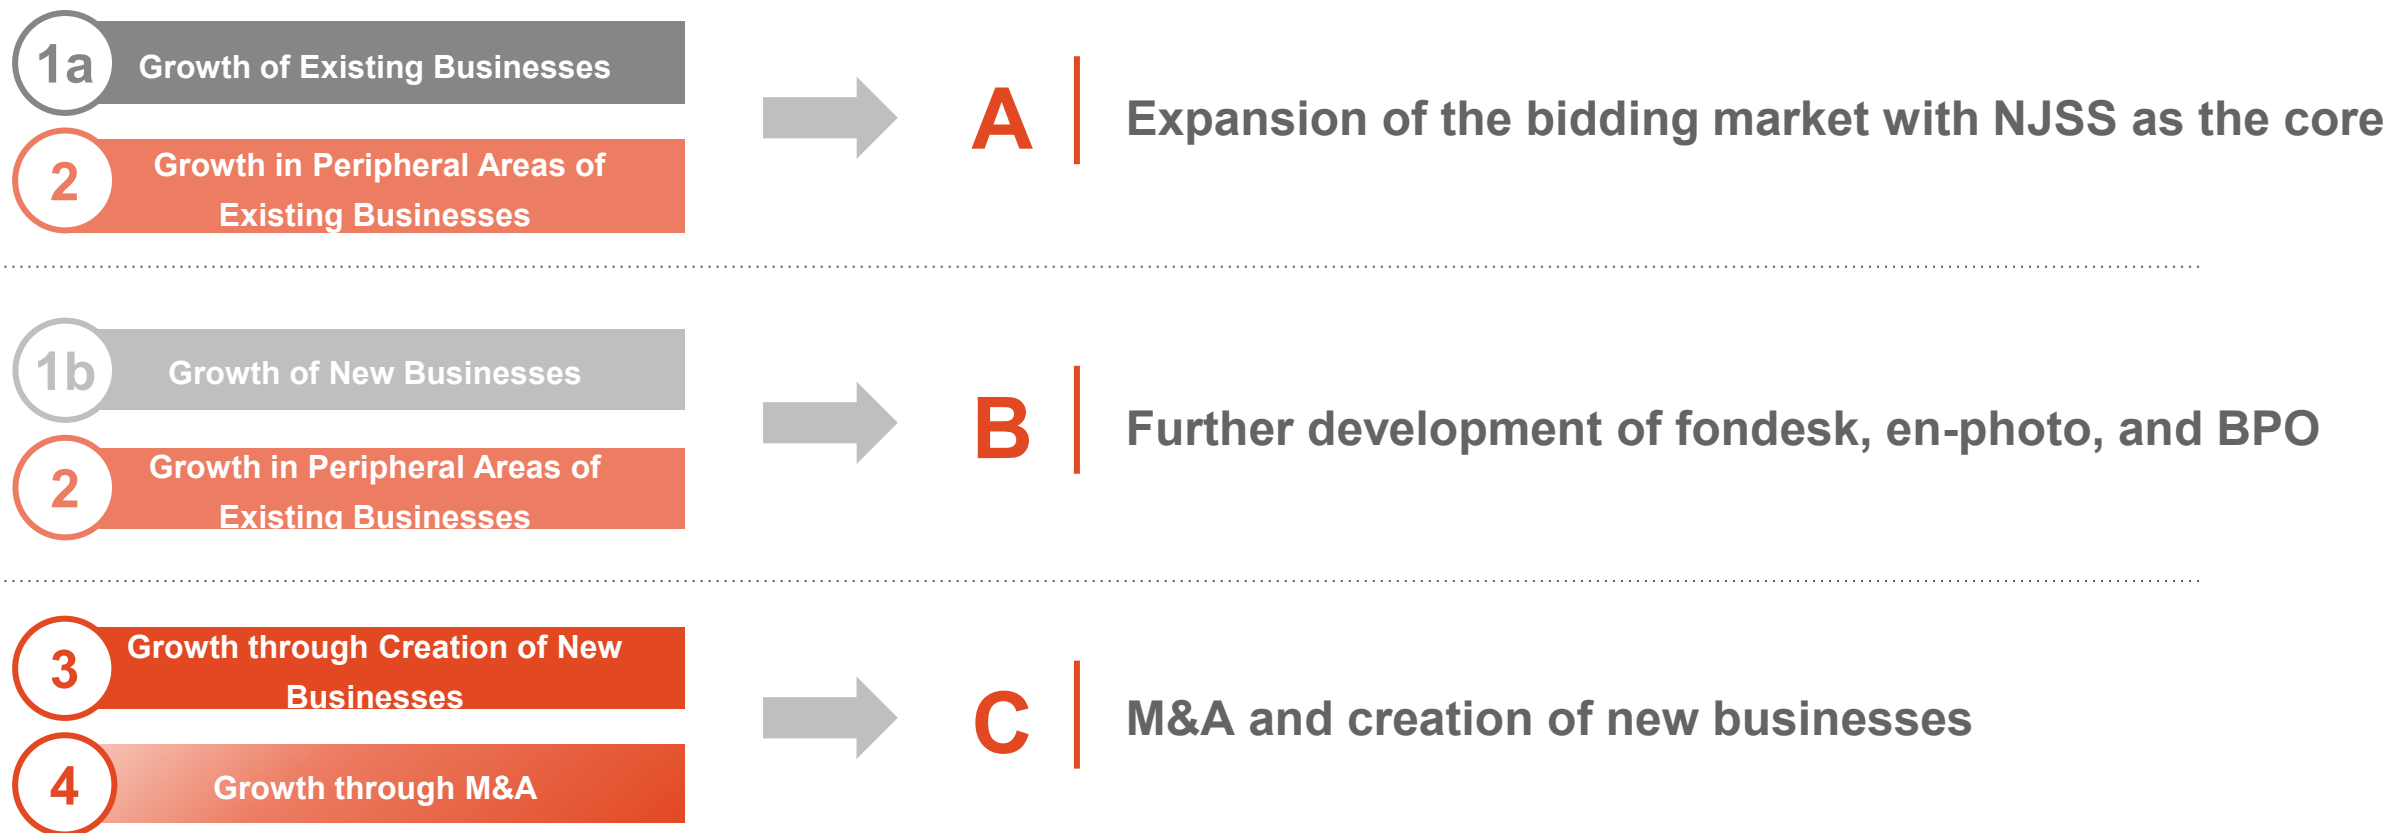 1a
Growth of Existing Businesses
2
Growth in Peripheral Areas of
Existing Businesses
A
Expansion of the bidding market with NJSS as the core
1b
Growth of New Businesses
2
Growth in Peripheral Areas of
Existing Businesses
B
Further development of fondesk, en-photo, and BPO
3
Growth through Creation of New
Businesses
4
Growth through M&A
C
M&A and creation of new businesses